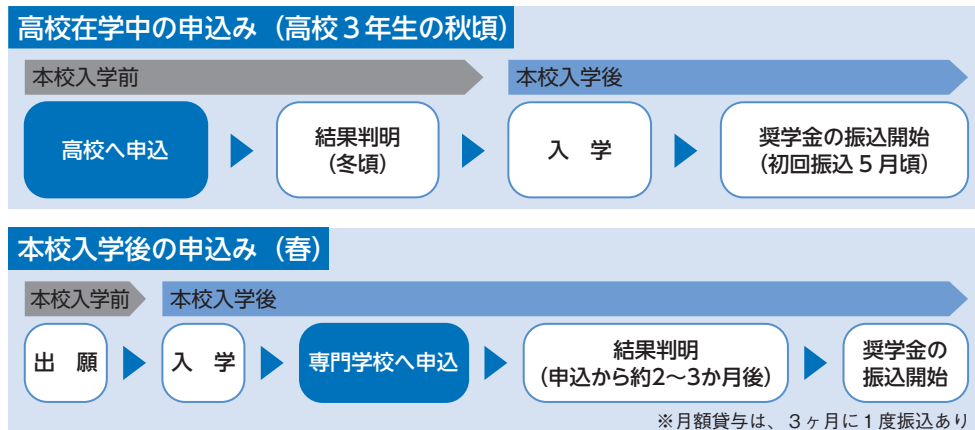 高校在学中の申込み（高校３年生の秋頃）
本校入学前
本校入学後
高校へ申込
結果判明
（冬頃）
入　学
奨学金の振込開始
（初回振込５月頃）
本校入学後の申込み（春）
本校入学前
本校入学後
出　願
入　学
専門学校へ申込
結果判明
（申込から約2〜3か月後）
奨学金の
振込開始
※月額貸与は、３ヶ月に１度振込あり